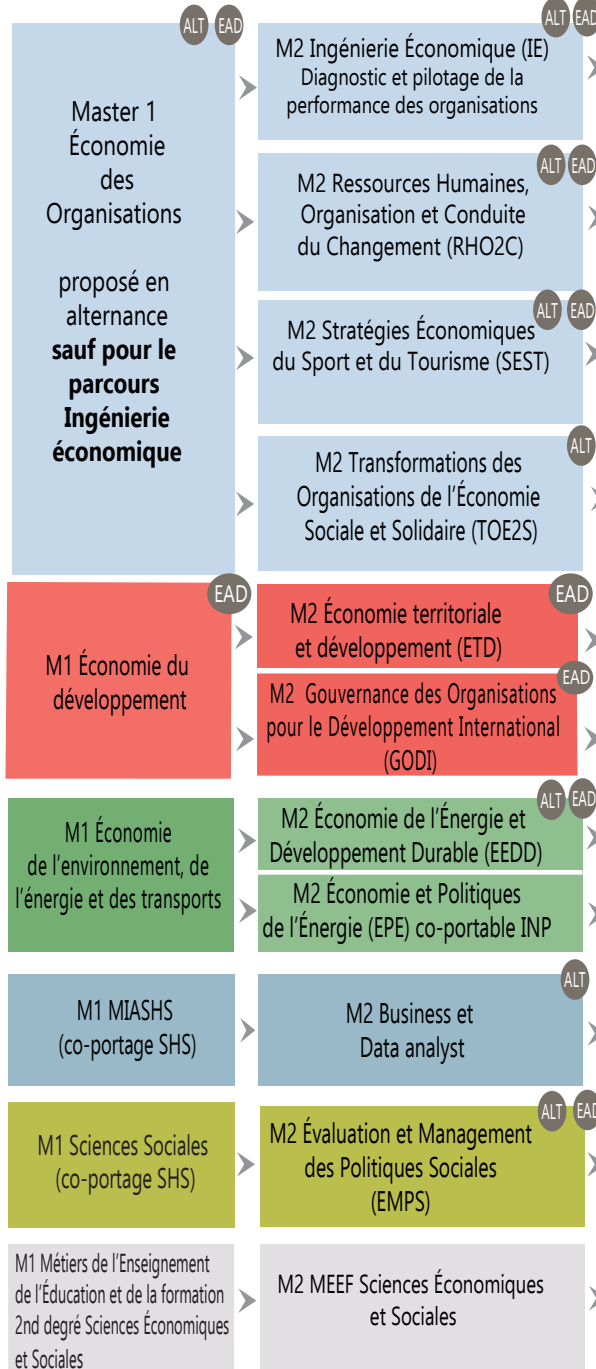 ALT EAD
Master 1
Économie
des
Organisations
proposé en
alternance
sauf pour le
parcours
Ingénierie
économique
ALT EAD
M2 Ingénierie Économique (IE)
Diagnostic et pilotage de la
performance des organisations
ALT EAD
M2 Ressources Humaines,
Organisation et Conduite
du Changement (RHO2C)
ALT EAD
M2 Stratégies Économiques
du Sport et du Tourisme (SEST)
ALT
M2 Transformations des
Organisations de l'Économie
Sociale et Solidaire (TOE2S)
EAD
M1 Économie du
développement
EAD
M2 Économie territoriale
et développement (ETD)
EAD
M2 Gouvernance des Organisations
pour le Développement International
(GODI)
M1 Économie
de l'environnement, de
l'énergie et des transports
ALT EAD
M2 Économie de l'Énergie et
Développement Durable (EEDD)
M2 Économie et Politiques
de l'Énergie (EPE) co-portable INP
M1 MIASHS
(co-portage SHS)
ALT
M2 Business et
Data analyst
M1 Sciences Sociales
(co-portage SHS)
ALT EAD
M2 Évaluation et Management
des Politiques Sociales
(EMPS)
M1 Métiers de l'Enseignement
de l'Éducation et de la formation
2nd degré Sciences Économiques
et Sociales
M2 MEEF Sciences Économiques
et Sociales